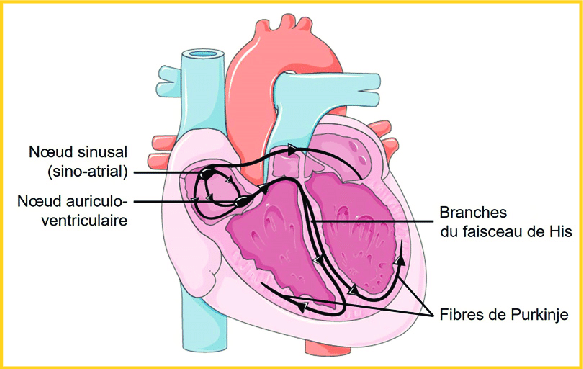 Nœud sinusal
(sino-atrial)
Nœud auriculo-
ventriculaire
Branches
du faisceau de His
Fibres de Purkinje